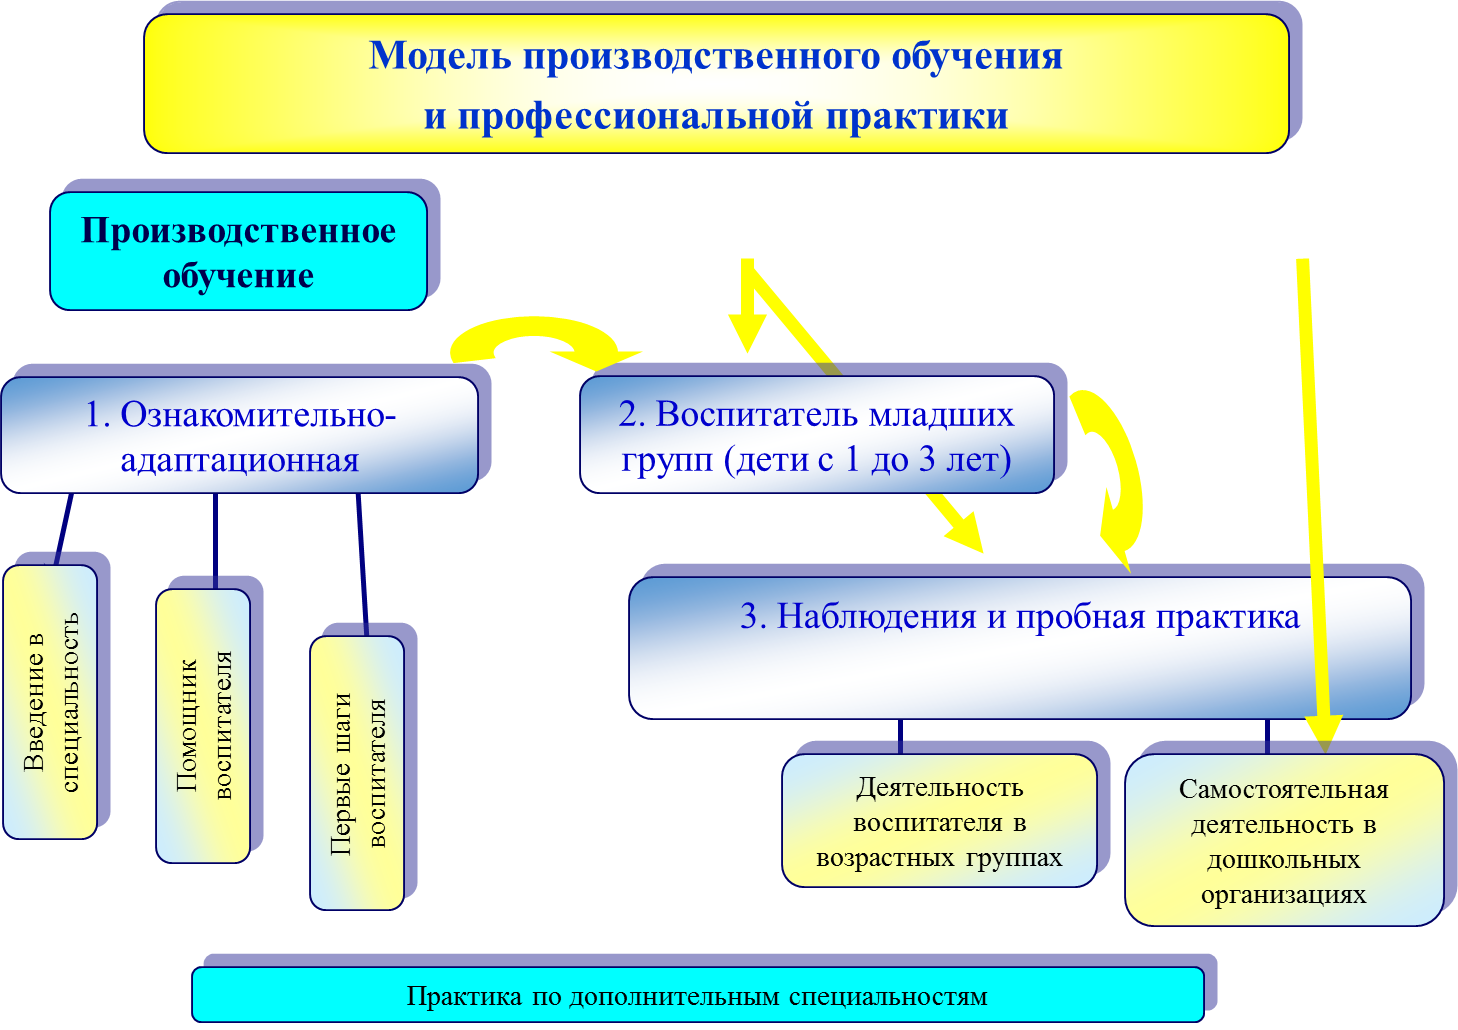 Модель производственного обучения
и профессиональной практики
Производственное
обучение
1. Ознакомительно-
адаптационная
2. Воспитатель младших
групп (дети с 1 до 3 лет)
3. Наблюдения и пробная практика
Введение в
специальность
Помощник
воспитателя
Первые шаги
воспитателя
Деятельность
воспитателя в
возрастных группах
Самостоятельная
деятельность в
дошкольных
организациях
Практика по дополнительным специальностям